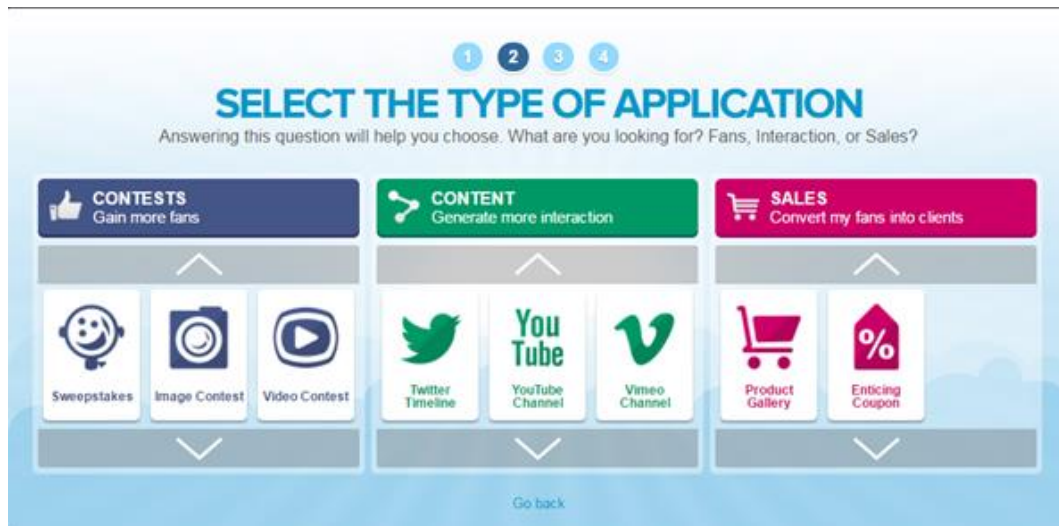 1 2 3 4
SELECT THE TYPE OF APPLICATION
Answering this question will help you choose. What are you looking for? Fans, Interaction, or Sales?
CONTESTS
Gain more fans
CONTENT
Generate more interaction
SALES
Convert my fans into clients
Sweepstakes
Image Contest
Video Contest
Twitter
Timeline
You
Tube
YouTube
Channel
Vimeo
Channel
Product
Gallery
%
Enticing
Coupon
Go back